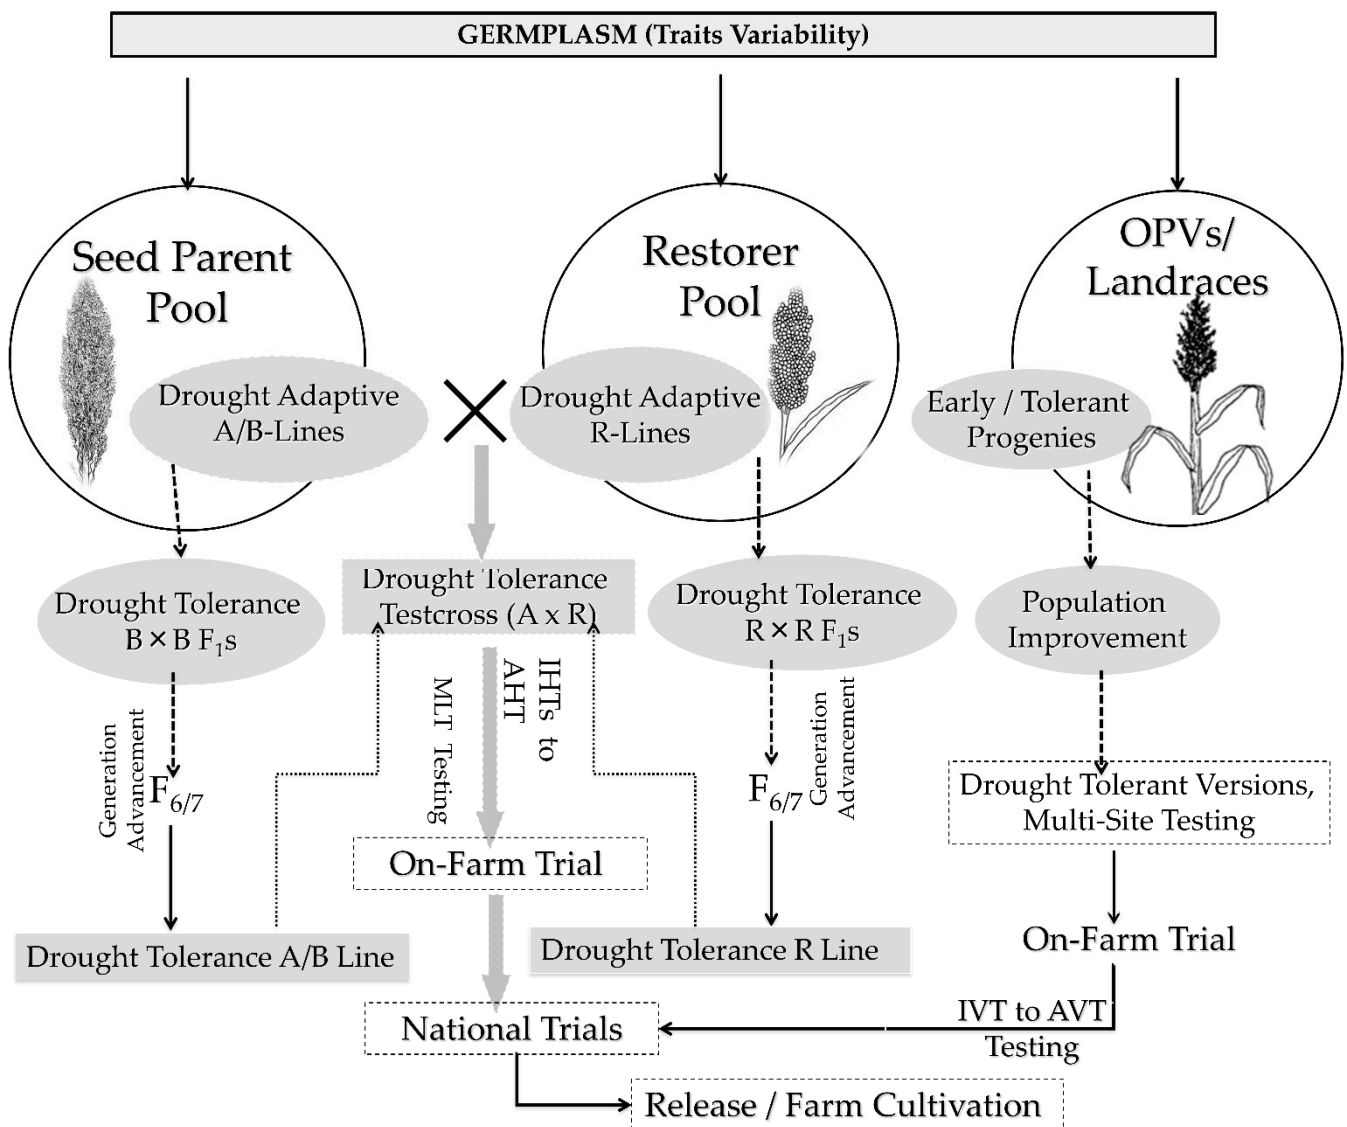 GERMPLASM (Traits Variability)
Seed Parent
Pool
Restorer
Pool
OPVs/
Landraces
Drought Adaptive
A/B-Lines
Drought Adaptive
R-Lines
Early / Tolerant
Progenies
Drought Tolerance
B × B F₁s
Drought Tolerance
Testcross (A x R)
Drought Tolerance
R × R F₁s
Population
Improvement
Generation
Advancement
F₆/₇
MLT Testing
IHTs to
AHT
F₆/₇
Generation
Advancement
Drought Tolerant Versions,
Multi-Site Testing
On-Farm Trial
Drought Tolerance A/B Line
Drought Tolerance R Line
On-Farm Trial
National Trials
IVT to AVT
Testing
Release / Farm Cultivation